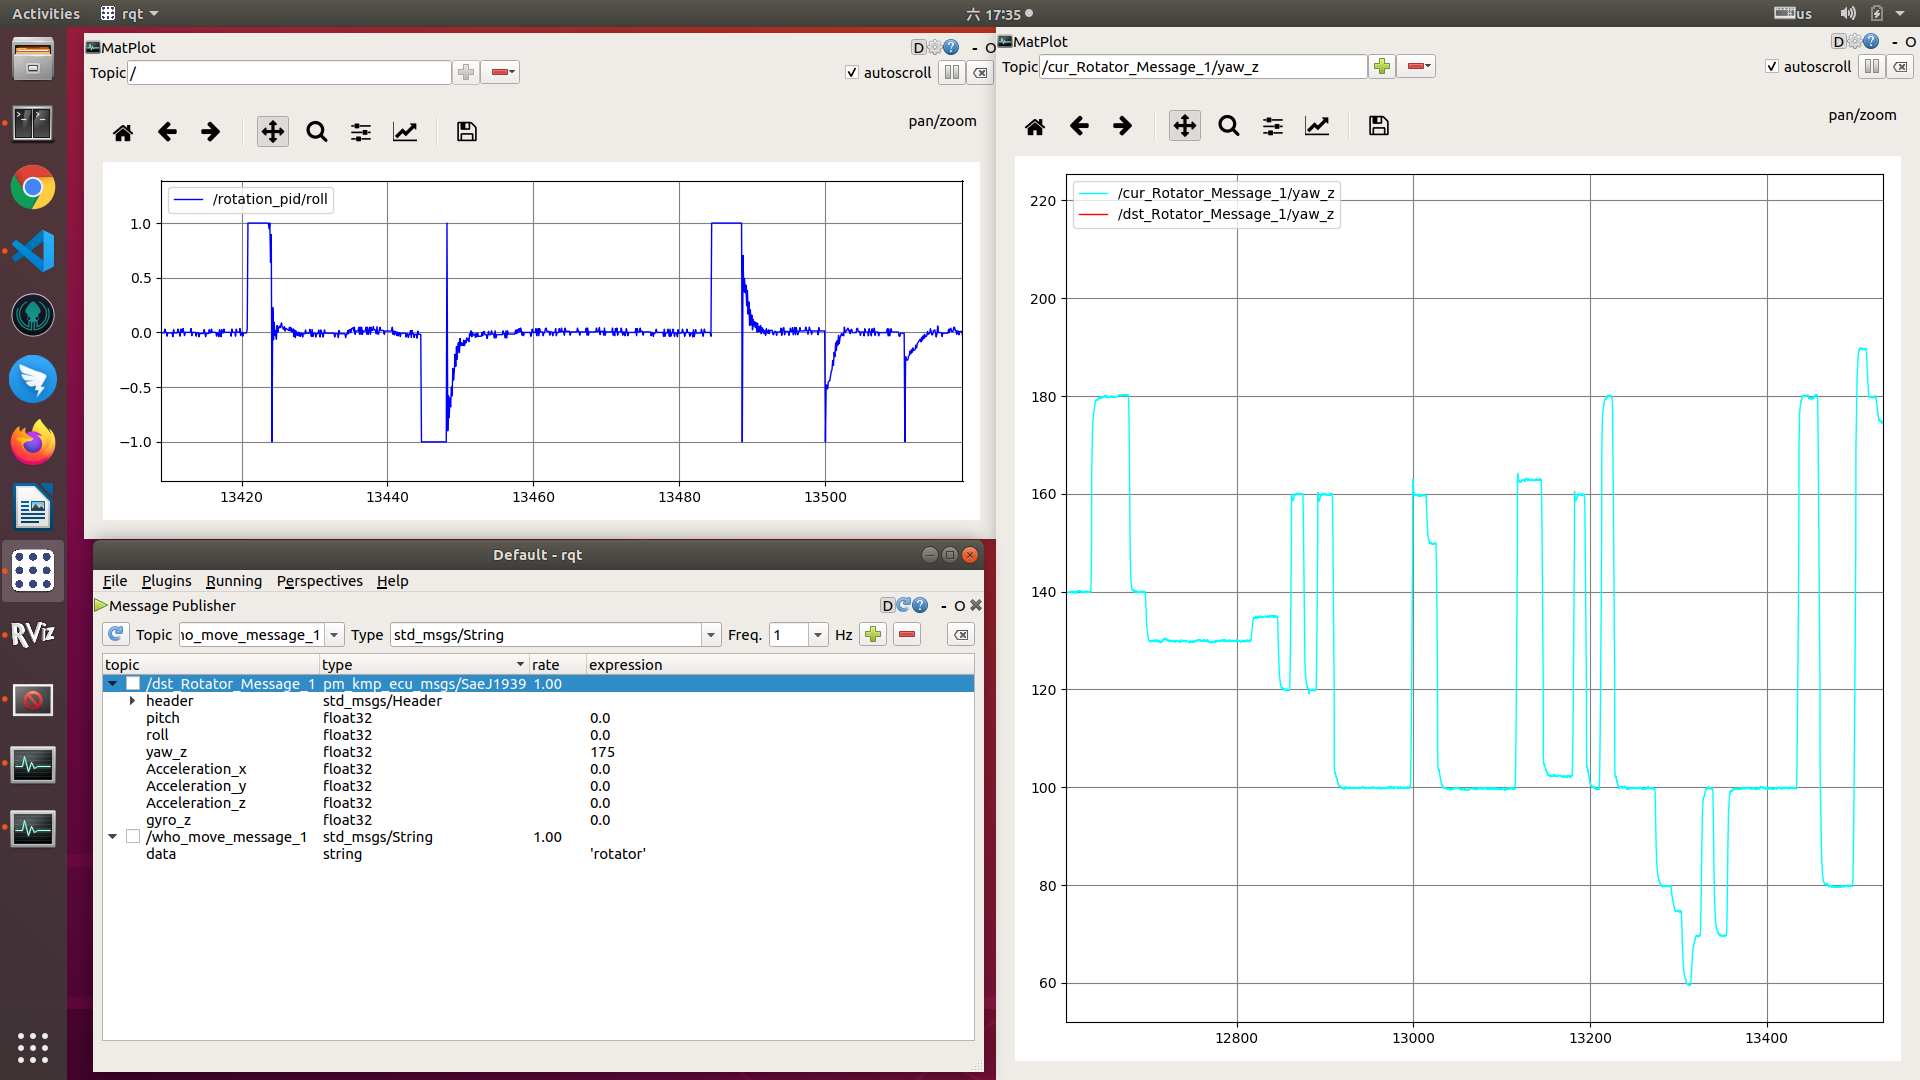 Activities rqt 六 17:35 us
MatPlot D - O
Topic / autoscroll
pan/zoom
/rotation_pid/roll
1.0
0.5
0.0
−0.5
−1.0
13420 13440 13460 13480 13500
Default - rqt
File Plugins Running Perspectives Help
Message Publisher D - O
Topic no_move_message_1 Type std_msgs/String Freq. 1 Hz
topic type rate expression
/dst_Rotator_Message_1 pm_kmp_ecu_msgs/SaeJ1939 1.00
header std_msgs/Header
pitch float32 0.0
roll float32 0.0
yaw_z float32 175
Acceleration_x float32 0.0
Acceleration_y float32 0.0
Acceleration_z float32 0.0
gyro_z float32 0.0
/who_move_message_1 std_msgs/String 1.00
data string 'rotator'
MatPlot D - O
Topic /cur_Rotator_Message_1/yaw_z autoscroll
pan/zoom
/cur_Rotator_Message_1/yaw_z
/dst_Rotator_Message_1/yaw_z
220
200
180
160
140
120
100
80
60
12800 13000 13200 13400
RViz